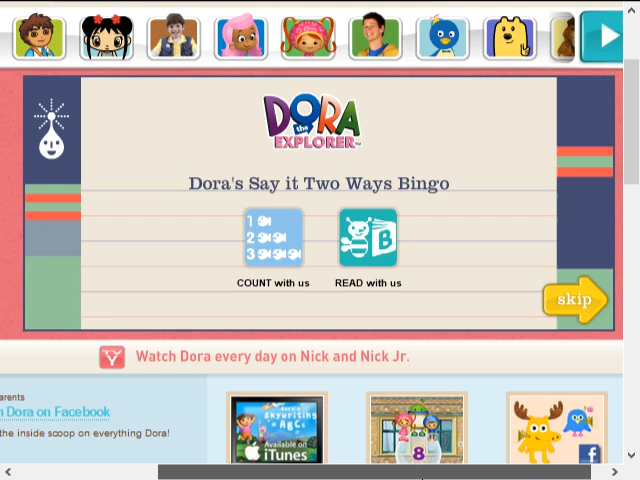 DORA
the
EXPLORER
Dora's Say it Two Ways Bingo
1
2
3
B
COUNT with us
READ with us
skip
Watch Dora every day on Nick and Nick Jr.
arents
Dora on Facebook
the inside scoop on everything Dora!
skywriting
ABCs
Available on
iTunes
8
f